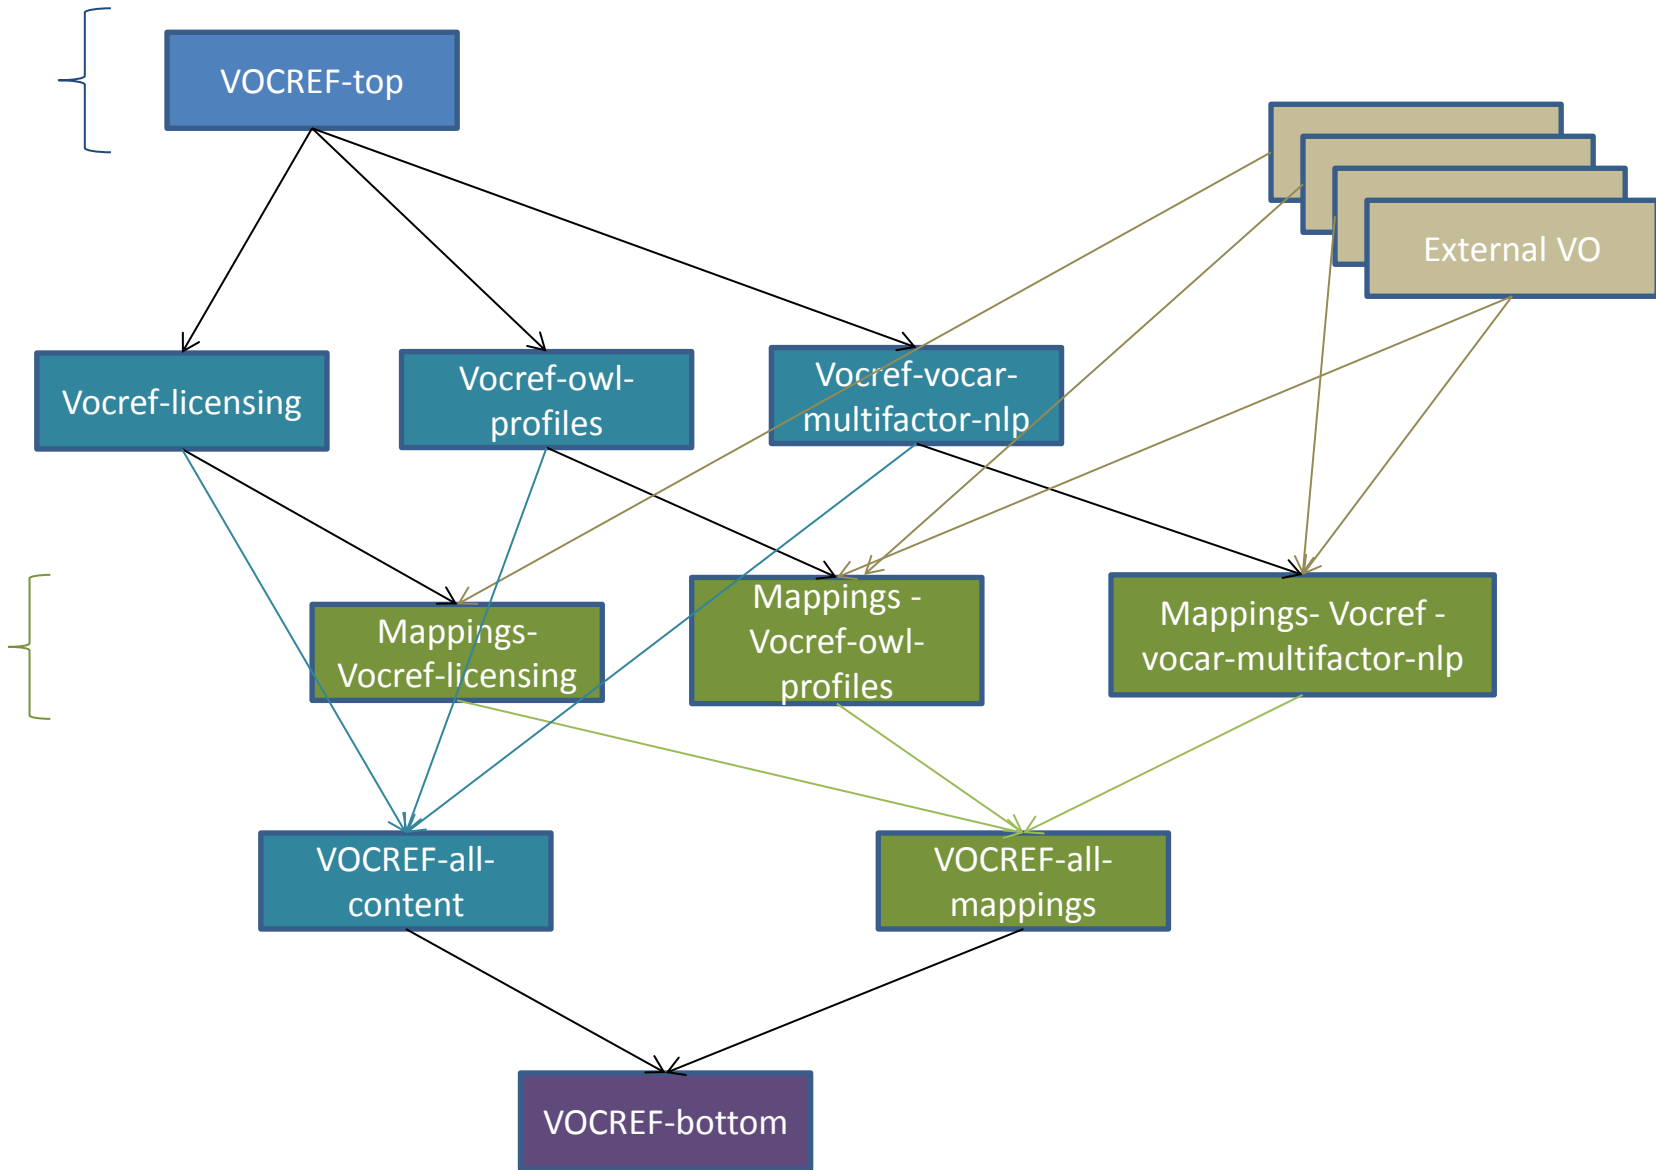 VOCREF-top
External VO
Vocref-licensing
Vocref-owl-
profiles
Vocref-vocar-
multifactor-nlp
Mappings-
Vocref-licensing
Mappings -
Vocref-owl-
profiles
Mappings- Vocref -
vocar-multifactor-nlp
VOCREF-all-
content
VOCREF-all-
mappings
VOCREF-bottom